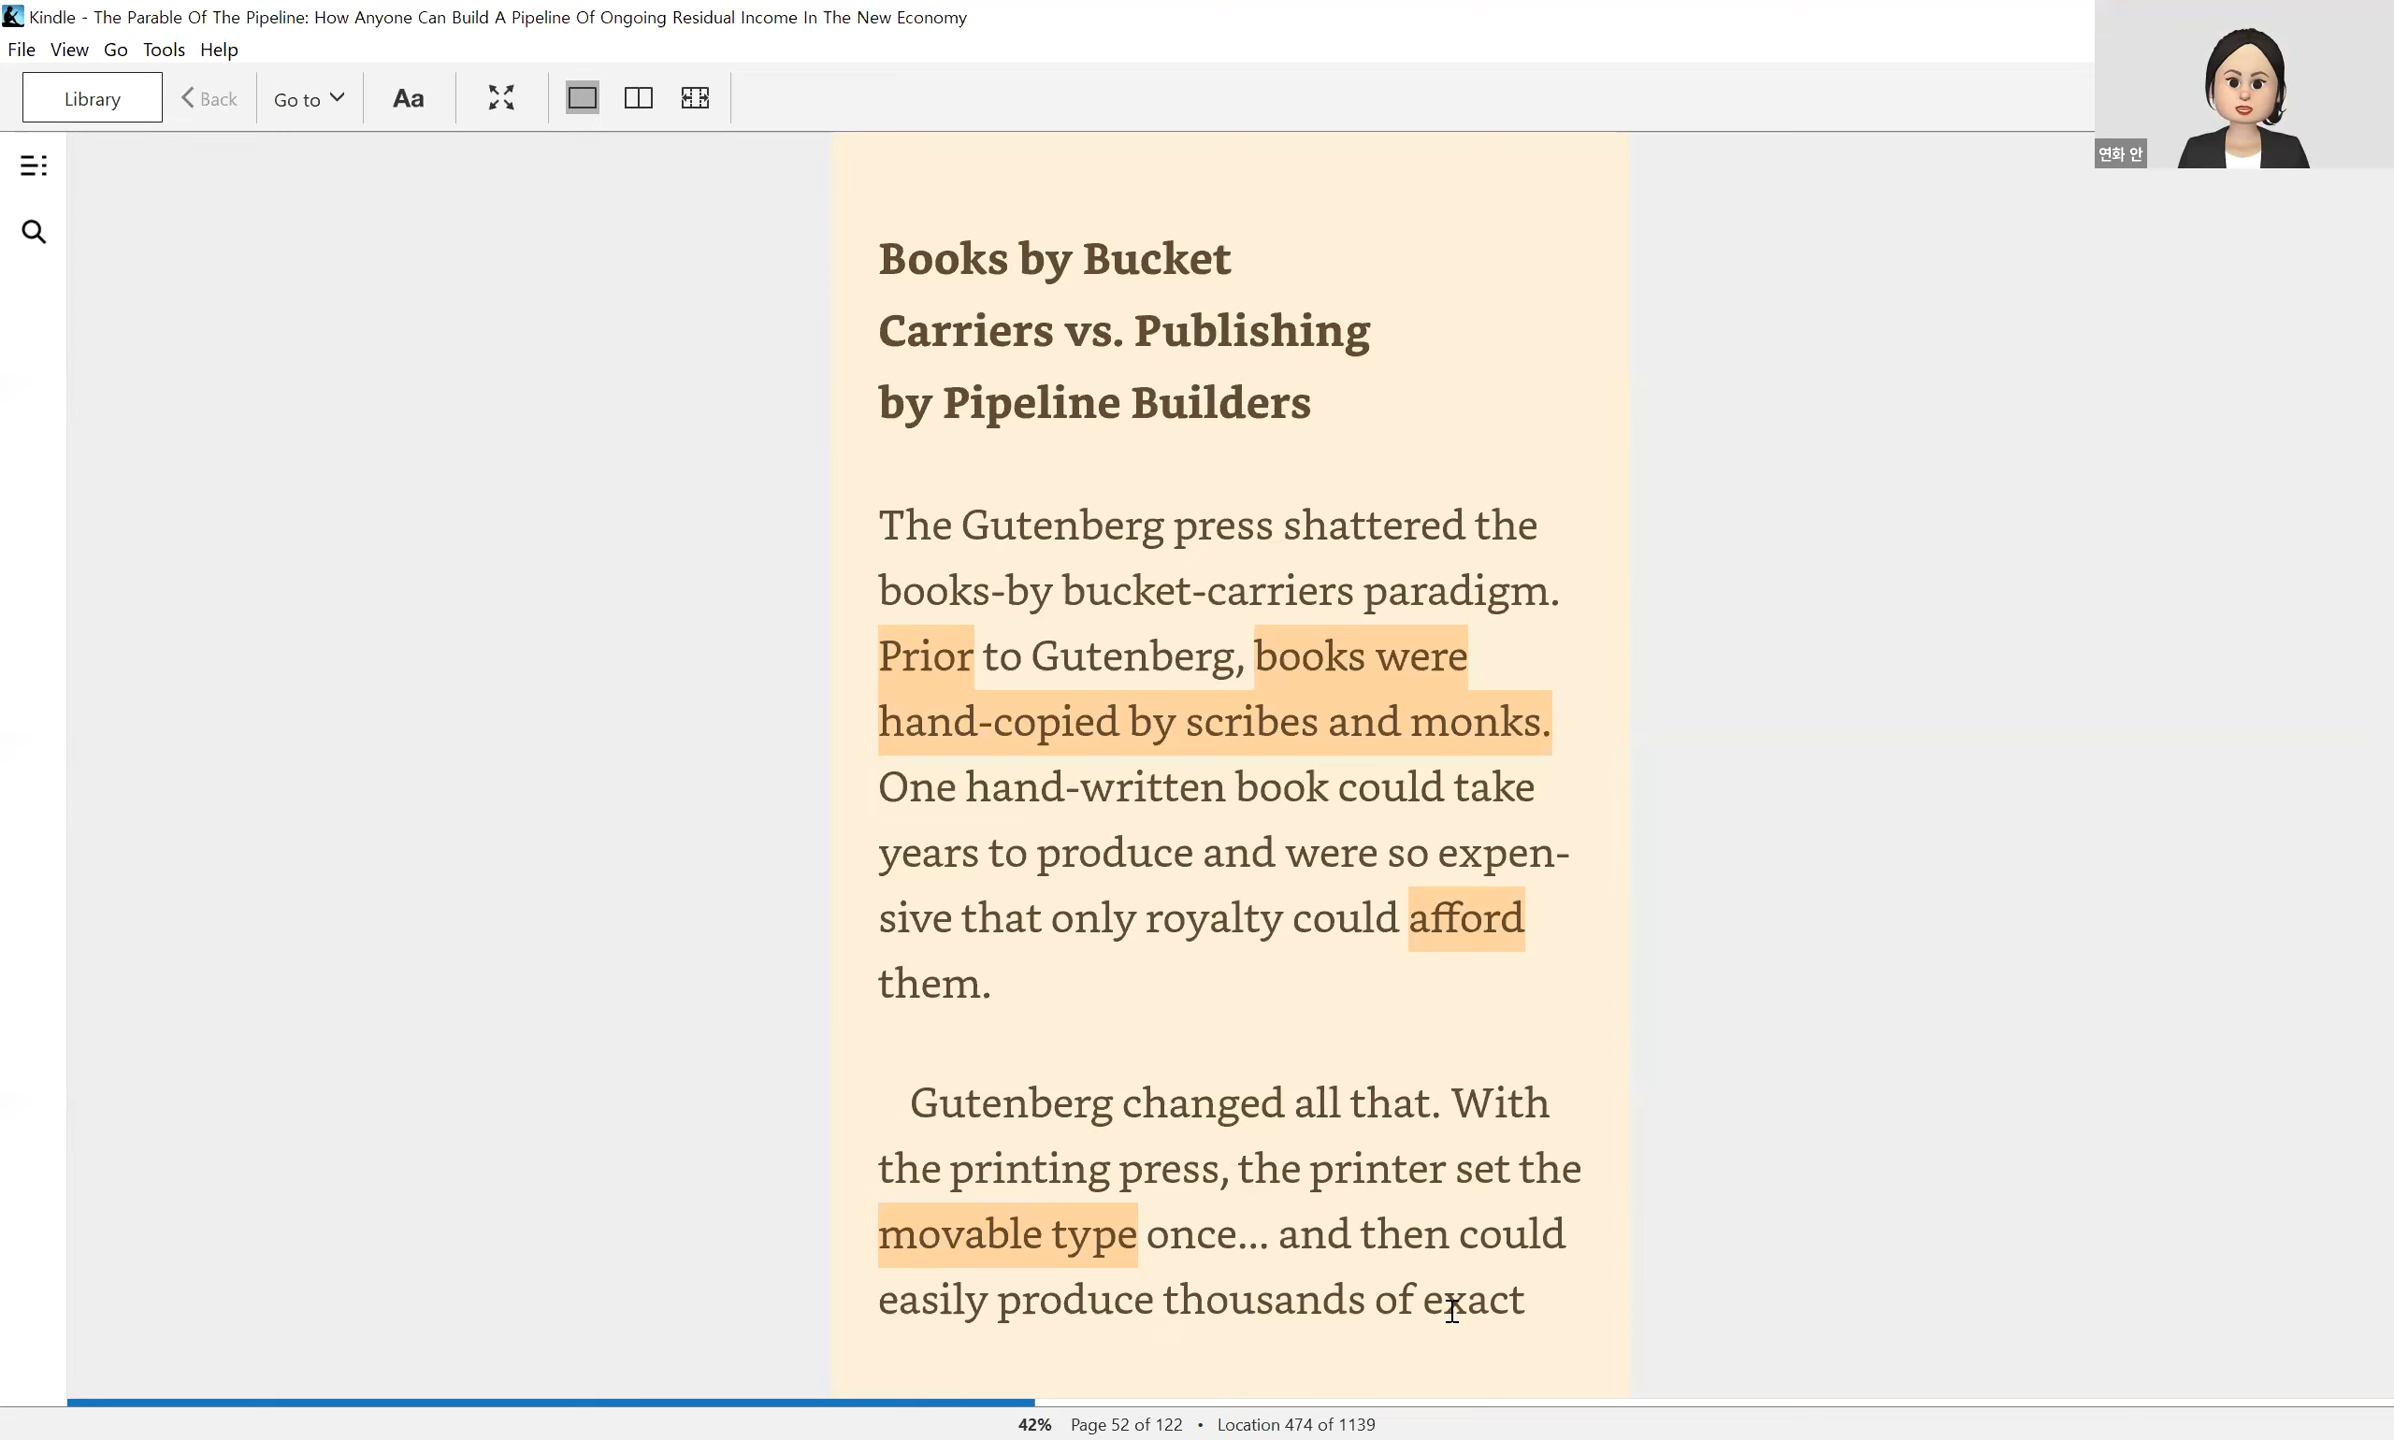 Kindle - The Parable Of The Pipeline: How Anyone Can Build A Pipeline Of Ongoing Residual Income In The New Economy
File View Go Tools Help
Library Back Go to Aa
연화 안
Books by Bucket
Carriers vs. Publishing
by Pipeline Builders
The Gutenberg press shattered the
books-by bucket-carriers paradigm.
Prior to Gutenberg, books were
hand-copied by scribes and monks.
One hand-written book could take
years to produce and were so expen-
sive that only royalty could afford
them.
Gutenberg changed all that. With
the printing press, the printer set the
movable type once... and then could
easily produce thousands of exact
42% Page 52 of 122 • Location 474 of 1139